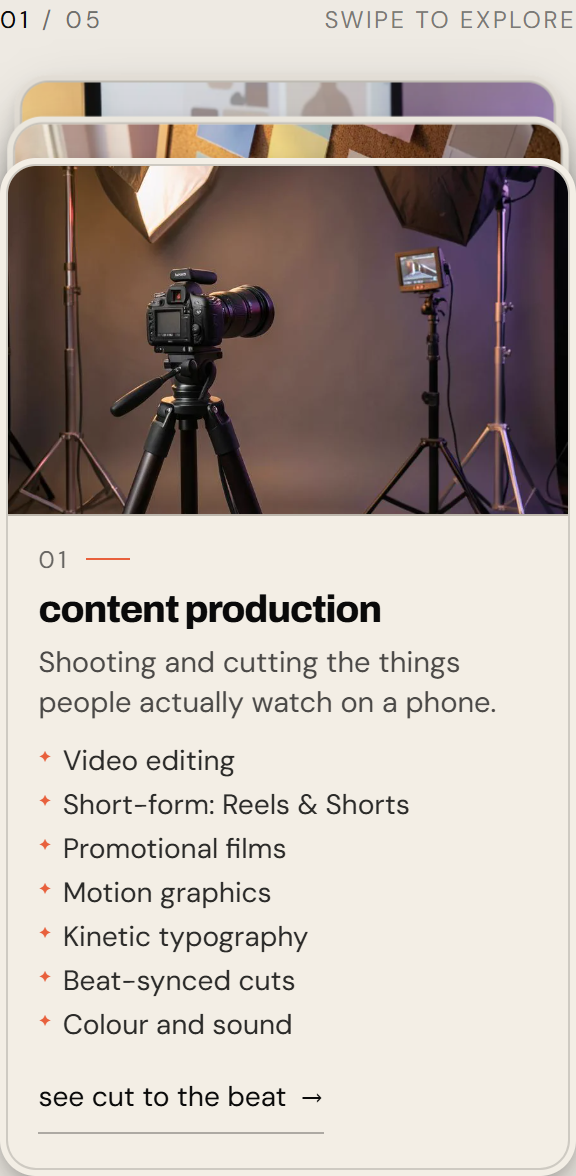 01 / 05
SWIPE TO EXPLORE
01
content production
Shooting and cutting the things
people actually watch on a phone.
Video editing
Short-form: Reels & Shorts
Promotional films
Motion graphics
Kinetic typography
Beat-synced cuts
Colour and sound
see cut to the beat →